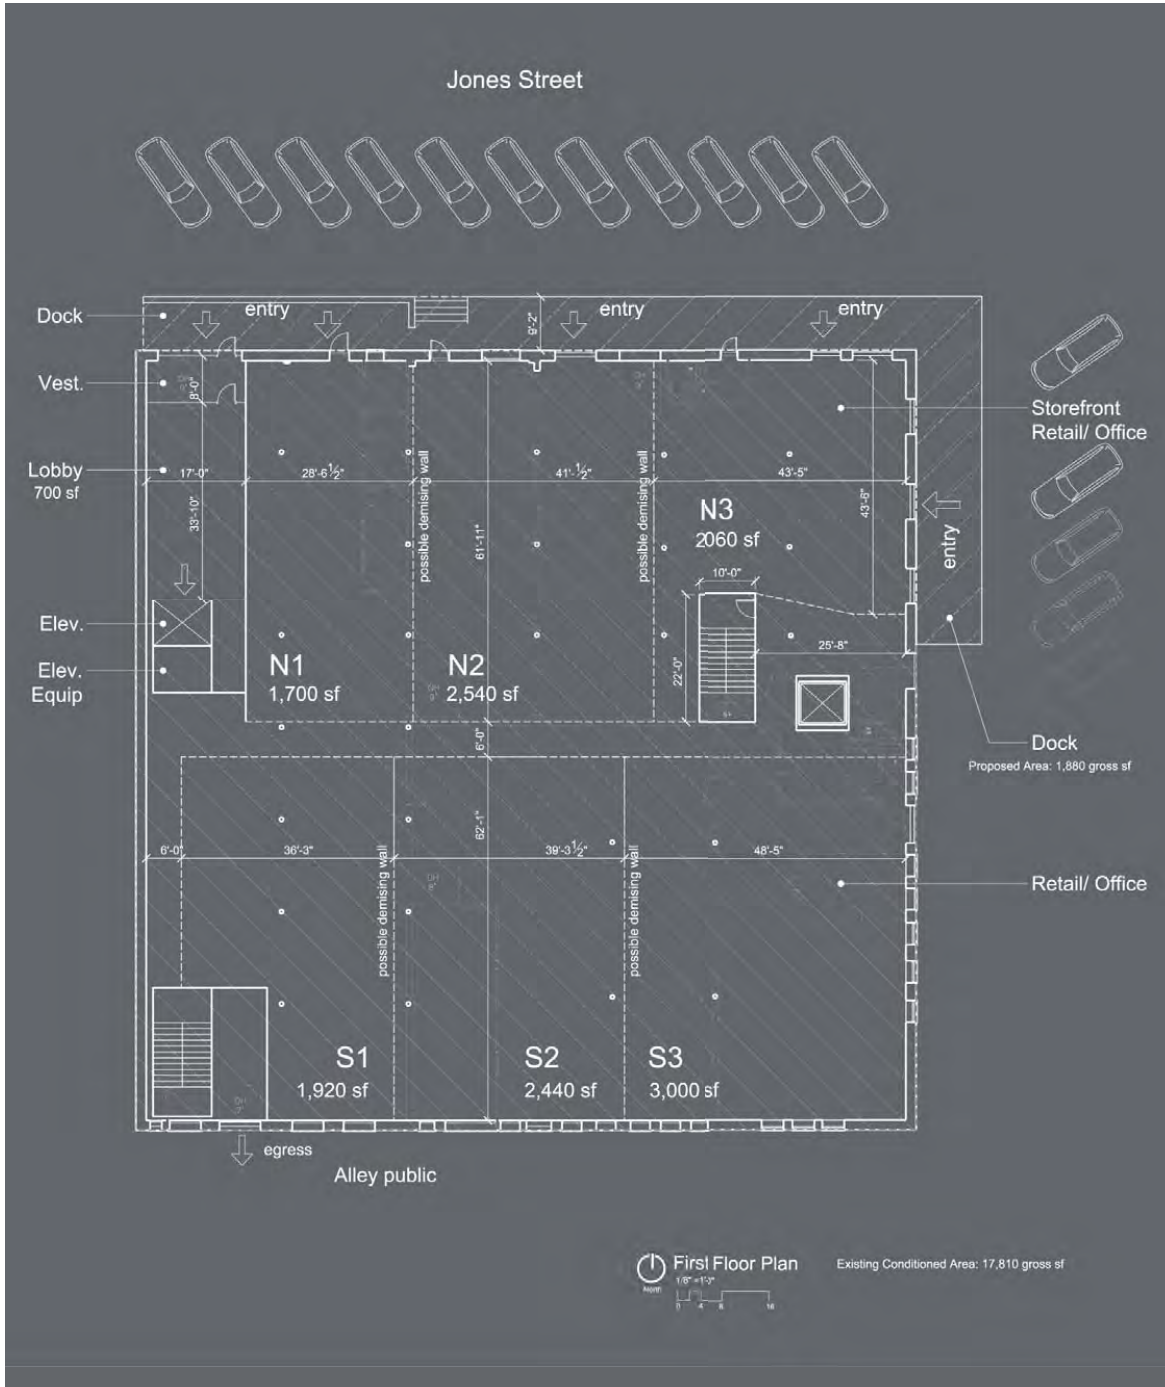 Jones Street
Dock
entry
entry
entry
9'-2"
Vest.
8'-0"
Storefront
Retail/ Office
Lobby
700 sf
17'-0"
28'-6 ½"
possible demising wall
41'-½"
possible demising wall
43'-5"
33'-10"
61'-11"
43'-6"
N3
2060 sf
entry
10'-0"
Elev.
Elev.
Equip
N1
1,700 sf
N2
2,540 sf
22'-0"
25'-8"
6'-0"
Dock
Proposed Area: 1,880 gross sf
62'-1"
6'-0"
36'-3"
possible demising wall
39'-3 ½"
possible demising wall
48'-5"
Retail/ Office
S1
1,920 sf
S2
2,440 sf
S3
3,000 sf
egress
Alley public
First Floor Plan
Existing Conditioned Area: 17,810 gross sf
North
0 4 8 16